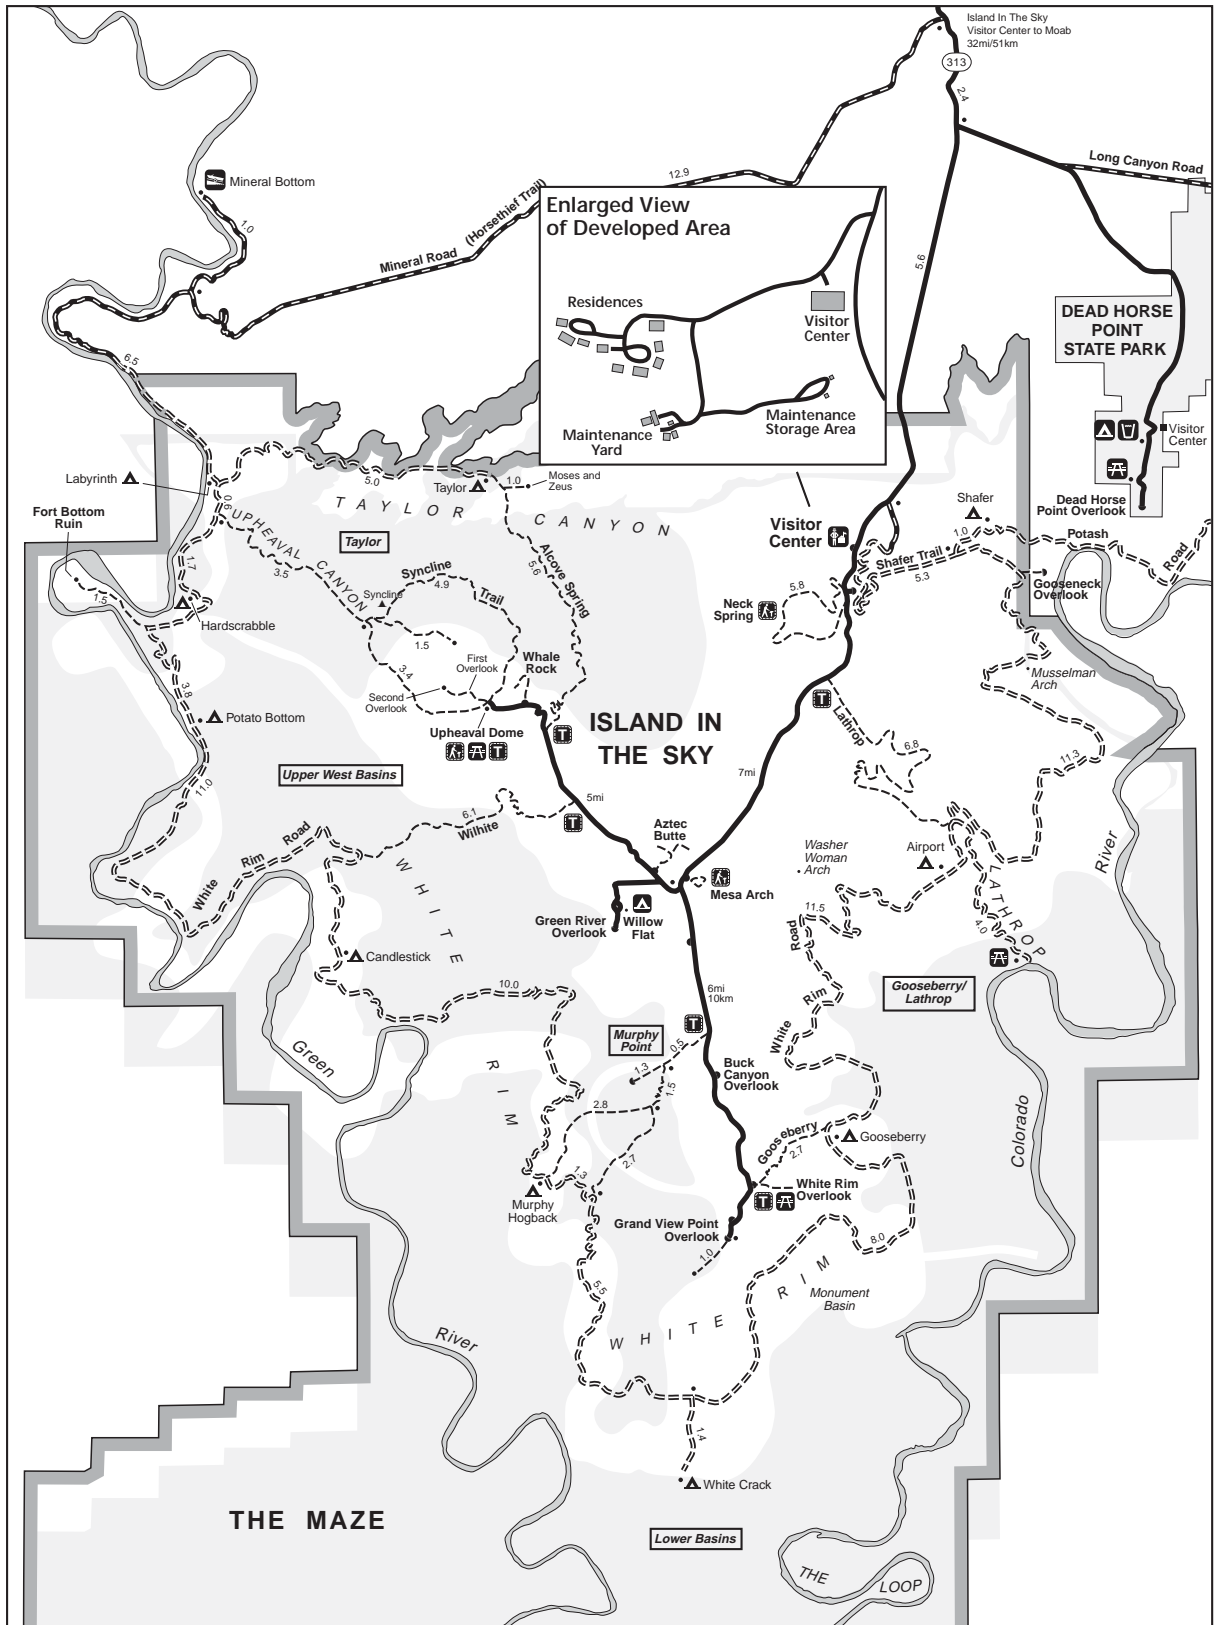 Island In The Sky
Visitor Center to Moab
32mi/51km
313
2.4
Long Canyon Road
12.9
Mineral Bottom
1.0
Mineral Road
(Horsethief Trail)
5.6
Enlarged View
of Developed Area
Residences
Visitor
Center
Maintenance
Storage Area
Maintenance
Yard
DEAD HORSE
POINT
STATE PARK
Visitor
Center
Dead Horse
Point Overlook
6.5
Labyrinth
Fort Bottom
Ruin
0.6
5.0
Taylor
1.0
Moses and
Zeus
TAYLOR CANYON
UPHEAVAL CANYON
Taylor
3.5
1.7
1.5
Hardscrabble
Syncline
4.9
Trail
Syncline
Alcove Spring
5.6
1.5
3.4
First
Overlook
Second
Overlook
Whale
Rock
Upheaval Dome
Visitor
Center
Shafer
1.0
Shafer Trail
5.3
Potash
Road
Gooseneck
Overlook
5.8
Neck
Spring
Musselman
Arch
3.8
Potato Bottom
ISLAND IN
THE SKY
T
Lathrop
6.8
11.3
7mi
Upper West Basins
11.0
5mi
6.1
Wilhite
White Rim Road
Aztec
Butte
Washer
Woman
Arch
Airport
Mesa Arch
Green River
Overlook
Willow
Flat
11.5
LATHROP
4.0
River
WHITE
Candlestick
10.0
6mi
10km
Gooseberry/
Lathrop
White Rim Road
Murphy
Point
0.5
1.3
1.5
2.8
2.7
Buck
Canyon
Overlook
Green
RIM
Gooseberry
2.7
Gooseberry
Colorado
1.3
Murphy
Hogback
White Rim
Overlook
Grand View Point
Overlook
1.0
8.0
5.5
Monument
Basin
WHITE RIM
River
1.4
White Crack
THE MAZE
Lower Basins
THE LOOP